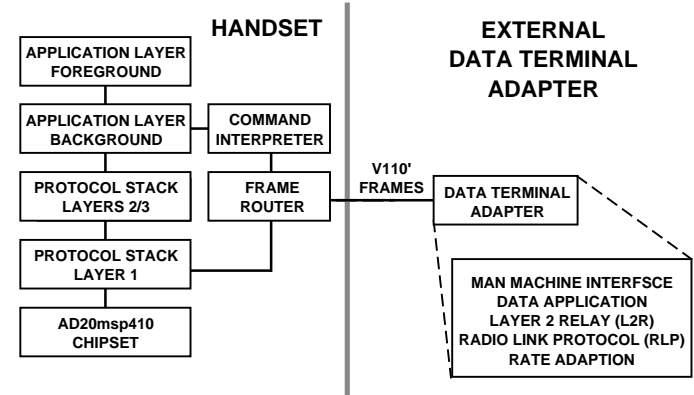 HANDSET
APPLICATION LAYER
FOREGROUND
APPLICATION LAYER
BACKGROUND
COMMAND
INTERPRETER
PROTOCOL STACK
LAYERS 2/3
FRAME
ROUTER
PROTOCOL STACK
LAYER 1
AD20msp410
CHIPSET
EXTERNAL
DATA TERMINAL
ADAPTER
V110'
FRAMES
DATA TERMINAL
ADAPTER
MAN MACHINE INTERFSCE
DATA APPLICATION
LAYER 2 RELAY (L2R)
RADIO LINK PROTOCOL (RLP)
RATE ADAPTION